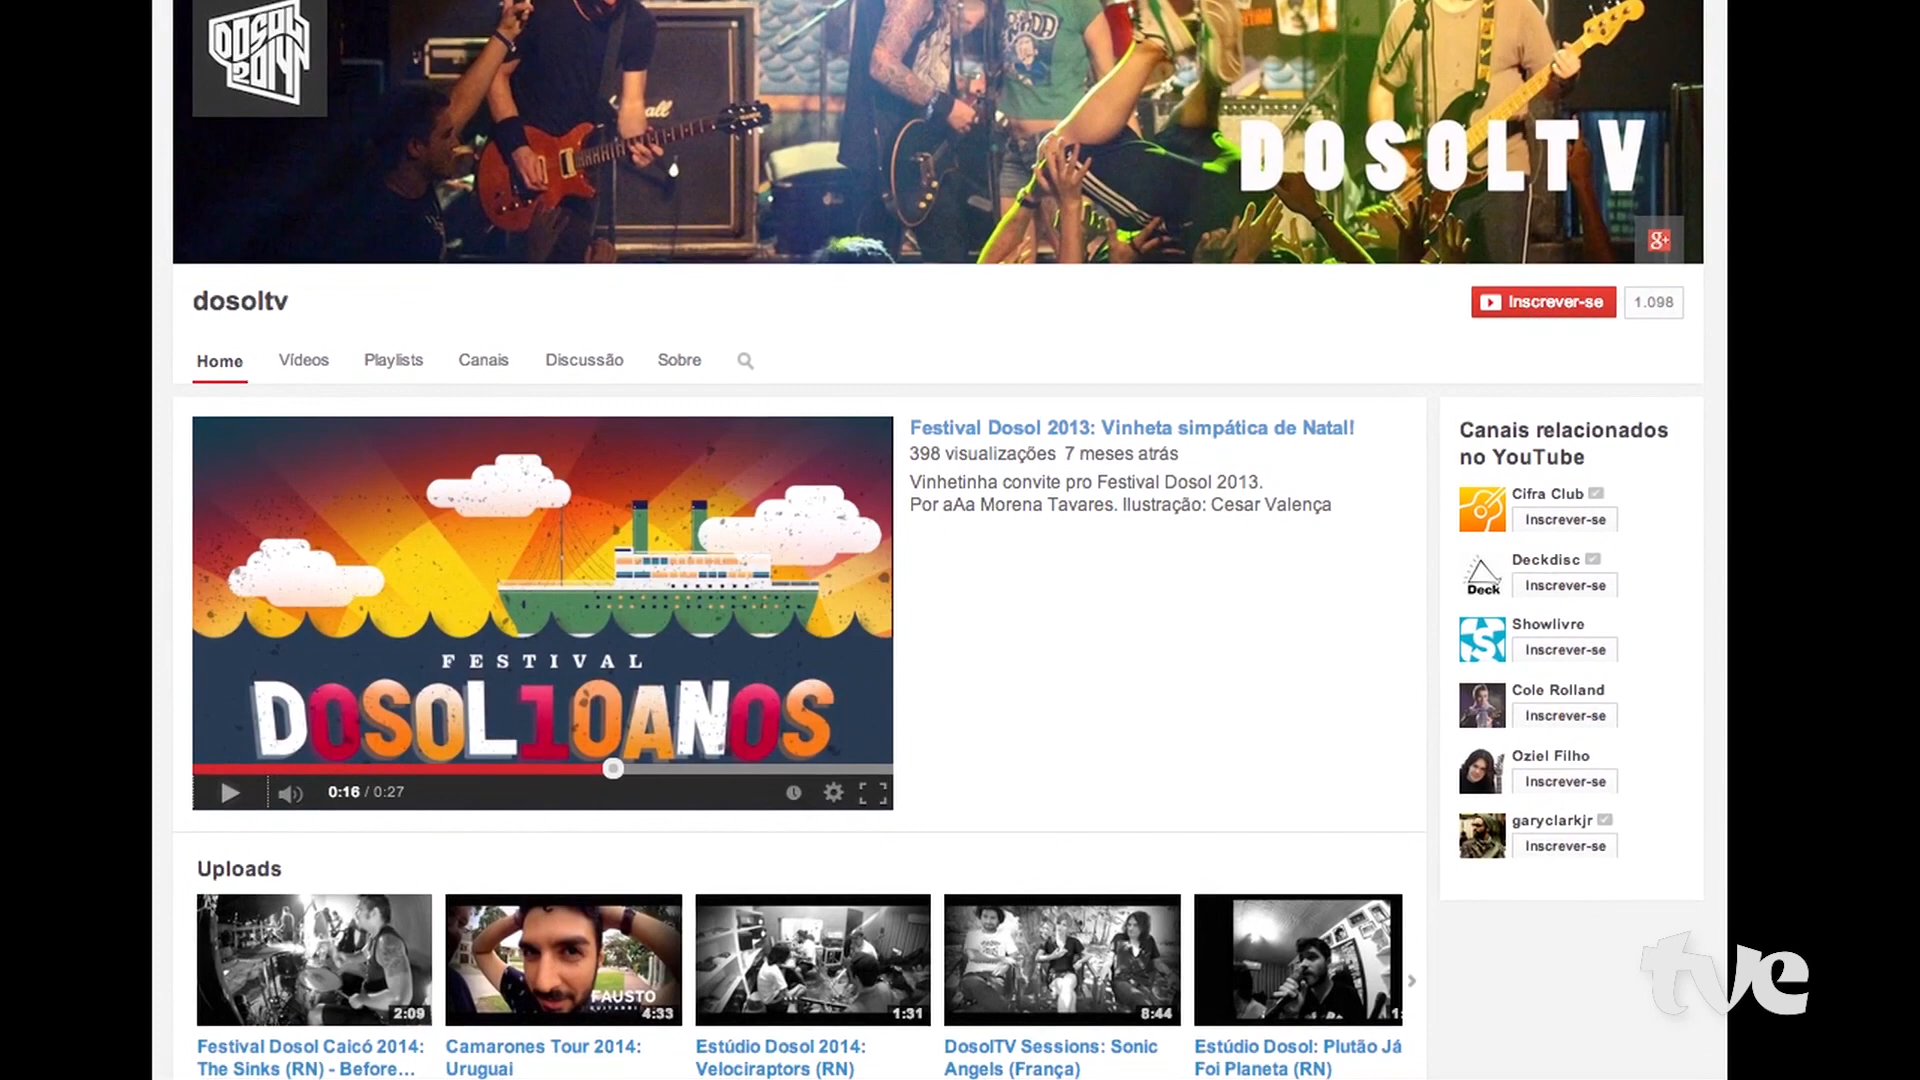 DOSOL
2014
DOSOLTV
g+
dosoltv
Inscrever-se
1.098
Home
Vídeos
Playlists
Canais
Discussão
Sobre
FESTIVAL
DOSOL10ANOS
0:16 / 0:27
Festival Dosol 2013: Vinheta simpática de Natal!
398 visualizações 7 meses atrás
Vinhetinha convite pro Festival Dosol 2013.
Por aAa Morena Tavares. Ilustração: Cesar Valença
Canais relacionados
no YouTube
Cifra Club
Inscrever-se
Deckdisc
Inscrever-se
Deck
Showlivre
Inscrever-se
Cole Rolland
Inscrever-se
Oziel Filho
Inscrever-se
garyclarkjr
Inscrever-se
Uploads
2:09
FAUSTO
4:33
1:31
8:44
Festival Dosol Caicó 2014:
The Sinks (RN) - Before...
Camarones Tour 2014:
Uruguai
Estúdio Dosol 2014:
Velociraptors (RN)
DosolTV Sessions: Sonic
Angels (França)
Estúdio Dosol: Plutão Já
Foi Planeta (RN)
tve